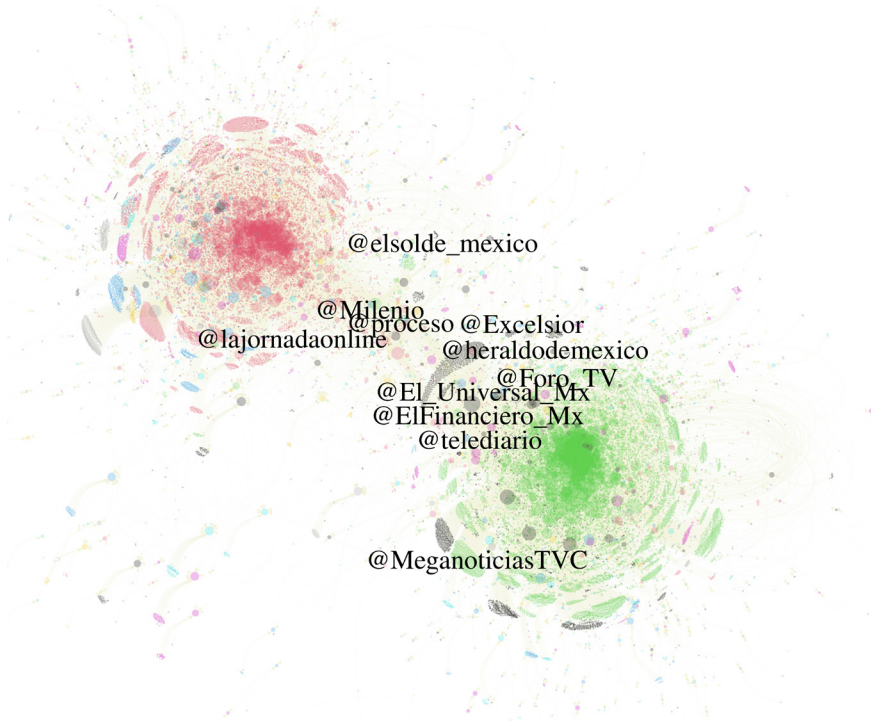 @elsolde_mexico
@Milenio
@proceso @Excelsior
@lajornadaonline
@heraldodemexico
@Foro_TV
@El_Universal_Mx
@ElFinanciero_Mx
@telediario
@MeganoticiasTVC